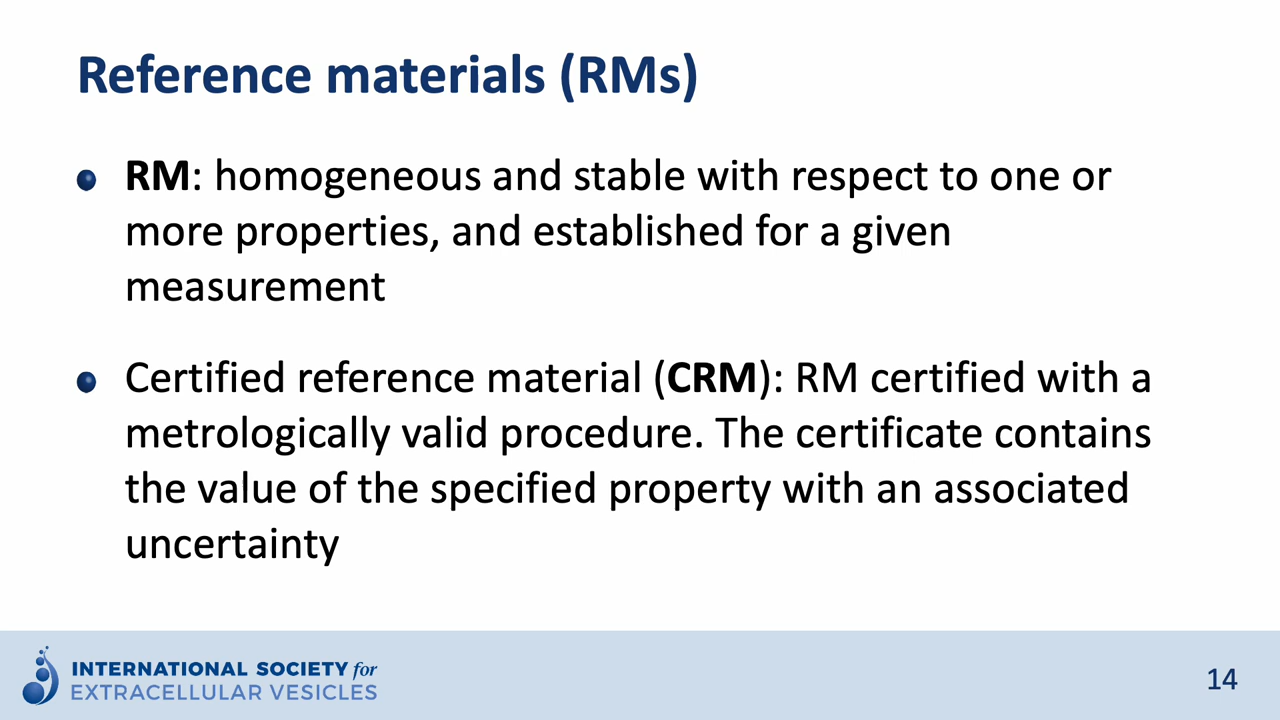 Reference materials (RMs)
RM: homogeneous and stable with respect to one or
more properties, and established for a given
measurement
Certified reference material (CRM): RM certified with a
metrologically valid procedure. The certificate contains
the value of the specified property with an associated
uncertainty
INTERNATIONAL SOCIETY for
EXTRACELLULAR VESICLES
14